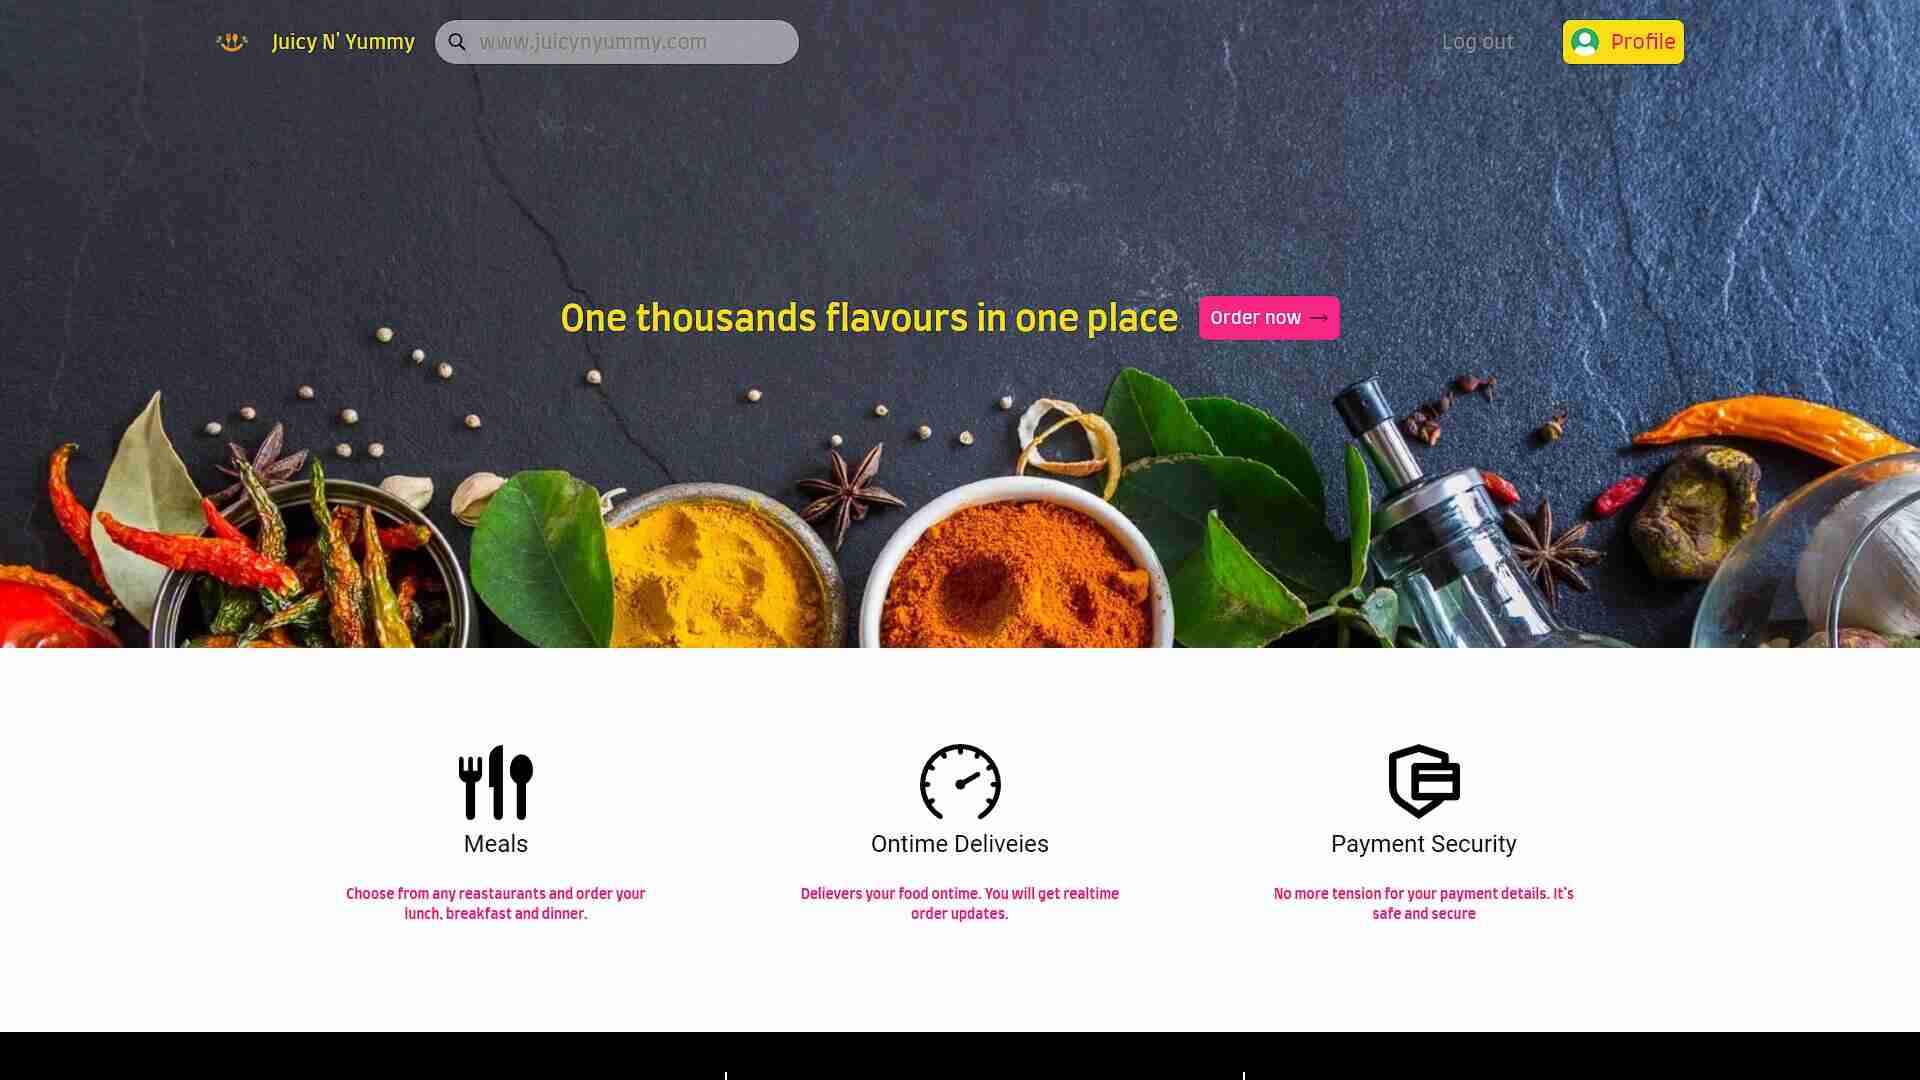 Juicy N' Yummy
www.juicynyummy.com
Log out
Profile
One thousands flavours in one place
Order now →
Meals
Choose from any reastaurants and order your
lunch, breakfast and dinner.
Ontime Deliveies
Delievers your food ontime. You will get realtime
order updates.
Payment Security
No more tension for your payment details. It's
safe and secure